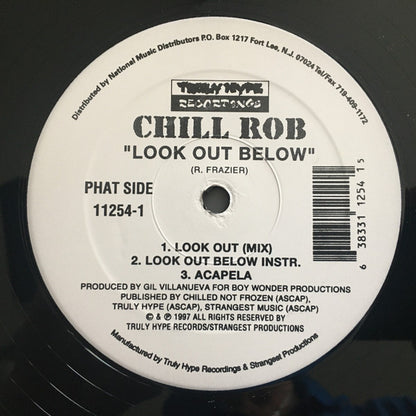 Distributed by National Music Distributors P.O. Box 1217 Fort Lee, N.J. 07024 Tel/Fax 719-409-1172
TRULY HYPE
RECORDINGS
CHILL ROB
"LOOK OUT BELOW"
(R. FRAZIER)
PHAT SIDE
11254-1
1. LOOK OUT (MIX)
2. LOOK OUT BELOW INSTR.
3. ACAPELA
6 38331 1254 1 5
PRODUCED BY GIL VILLANUEVA FOR BOY WONDER PRODUCTIONS
PUBLISHED BY CHILLED NOT FROZEN (ASCAP),
TRULY HYPE (ASCAP), STRANGEST MUSIC (ASCAP)
© & ℗ 1997 ALL RIGHTS RESERVED BY
TRULY HYPE RECORDS/STRANGEST PRODUCTIONS
Manufactured by Truly Hype Recordings & Strangest Productions